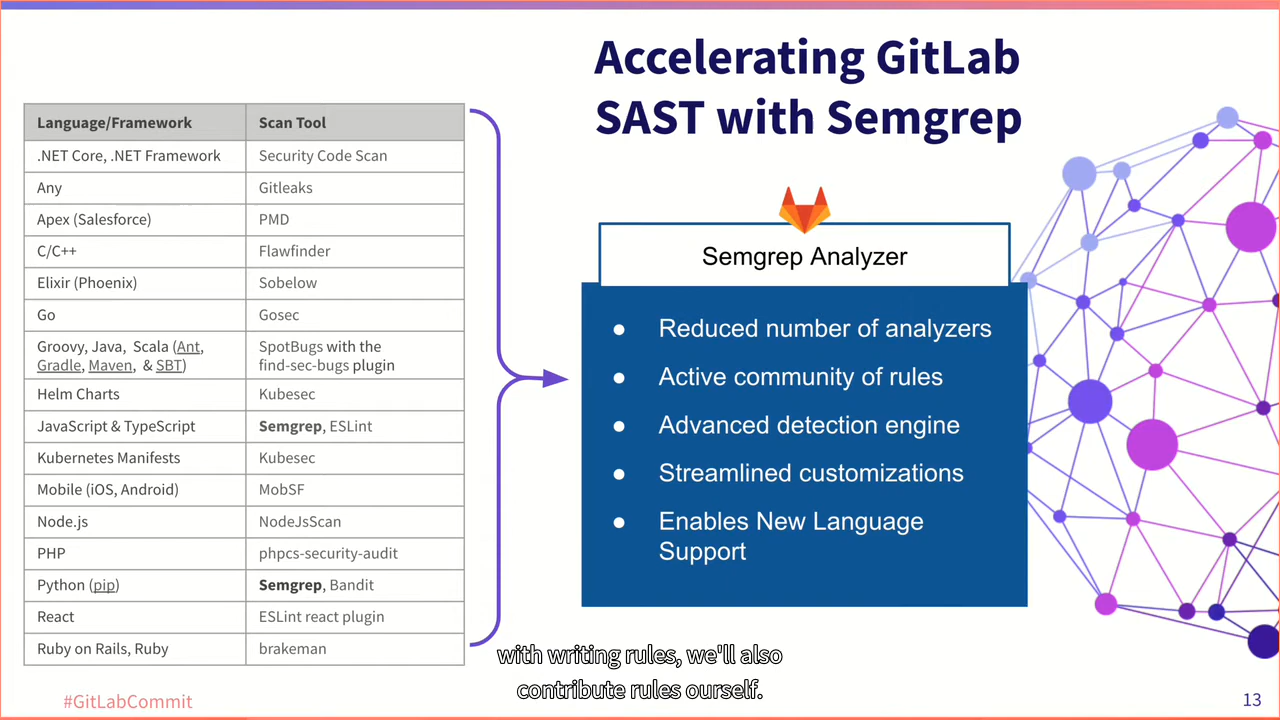 Accelerating GitLab
SAST with Semgrep
Language/Framework Scan Tool
.NET Core, .NET Framework Security Code Scan
Any Gitleaks
Apex (Salesforce) PMD
C/C++ Flawfinder
Elixir (Phoenix) Sobelow
Go Gosec
Groovy, Java, Scala (Ant, SpotBugs with the
Gradle, Maven, & SBT) find-sec-bugs plugin
Helm Charts Kubesec
JavaScript & TypeScript Semgrep, ESLint
Kubernetes Manifests Kubesec
Mobile (iOS, Android) MobSF
Node.js NodeJsScan
PHP phpcs-security-audit
Python (pip) Semgrep, Bandit
React ESLint react plugin
Ruby on Rails, Ruby brakeman
Semgrep Analyzer
● Reduced number of analyzers
● Active community of rules
● Advanced detection engine
● Streamlined customizations
● Enables New Language
Support
with writing rules, we'll also
contribute rules ourself.
#GitLabCommit
13